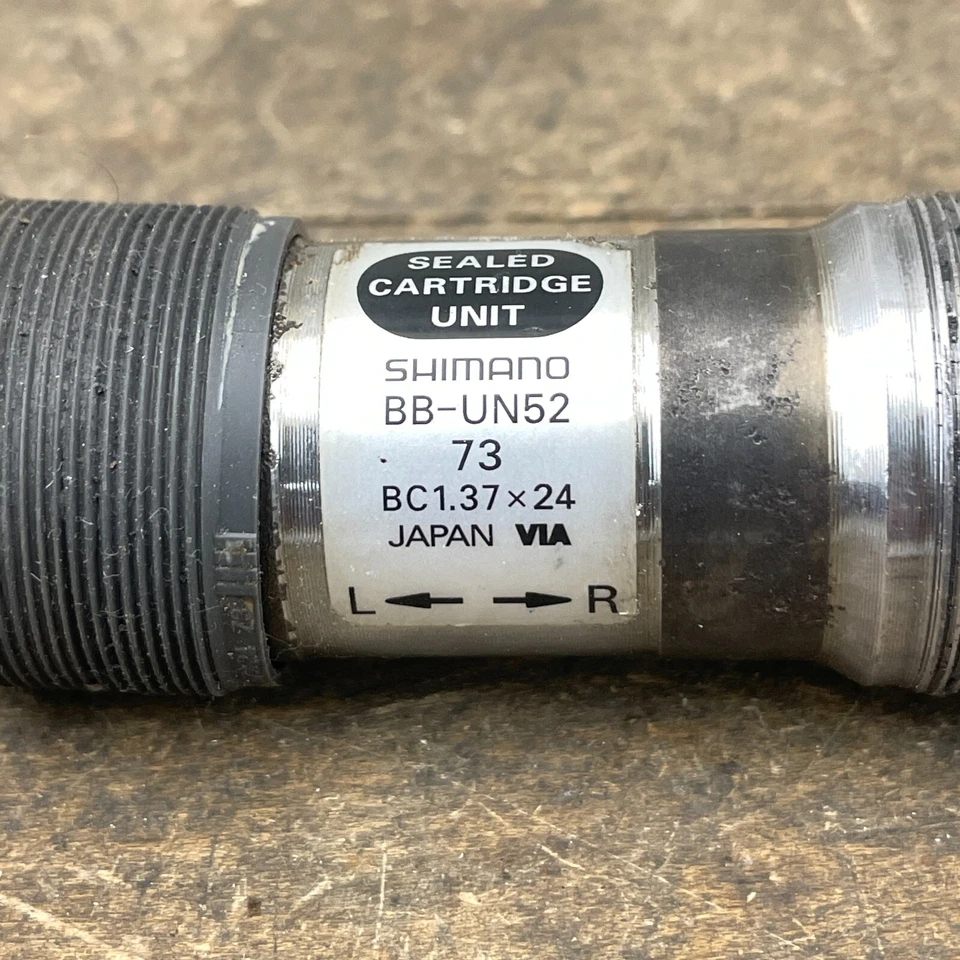 SEALED
CARTRIDGE
UNIT
SHIMANO
BB-UN52
73
BC1.37×24
JAPAN VIA
L R